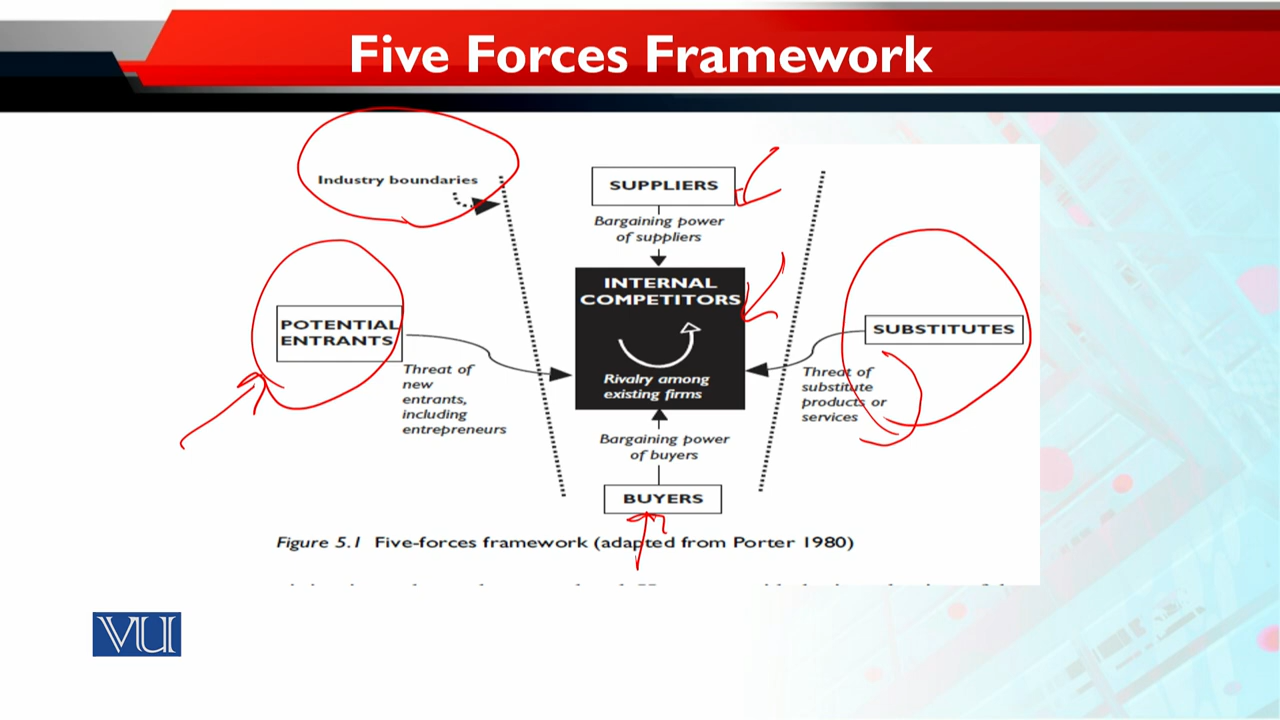 Five Forces Framework
Industry boundaries
SUPPLIERS
Bargaining power
of suppliers
INTERNAL
COMPETITORS
Rivalry among
existing firms
POTENTIAL
ENTRANTS
Threat of
new
entrants,
including
entrepreneurs
SUBSTITUTES
Threat of
substitute
products or
services
Bargaining power
of buyers
BUYERS
Figure 5.1 Five-forces framework (adapted from Porter 1980)
VU